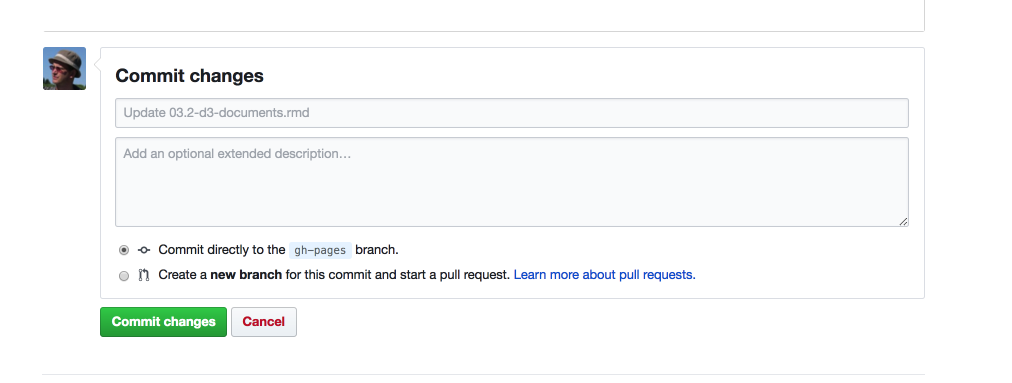 Commit changes
Update 03.2-d3-documents.rmd
Add an optional extended description…
Commit directly to the gh-pages branch.
Create a new branch for this commit and start a pull request. Learn more about pull requests.
Commit changes Cancel